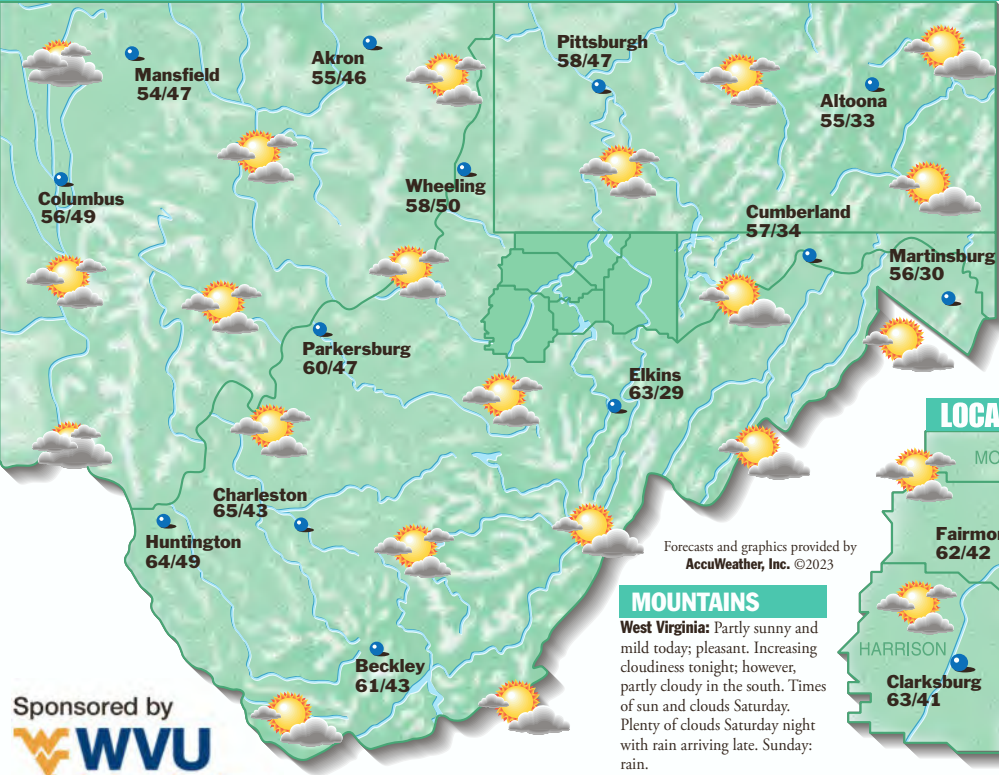 Mansfield
54/47
Akron
55/46
Pittsburgh
58/47
Altoona
55/33
Columbus
56/49
Wheeling
58/50
Cumberland
57/34
Martinsburg
56/30
Parkersburg
60/47
Elkins
63/29
LOCA
MO
Charleston
65/43
Huntington
64/49
Fairmo
62/42
Forecasts and graphics provided by
AccuWeather, Inc. ©2023
MOUNTAINS
West Virginia: Partly sunny and
mild today; pleasant. Increasing
cloudiness tonight; however,
partly cloudy in the south. Times
of sun and clouds Saturday.
Plenty of clouds Saturday night
with rain arriving late. Sunday:
rain.
HARRISON
Clarksburg
63/41
Beckley
61/43
Sponsored by
WVU